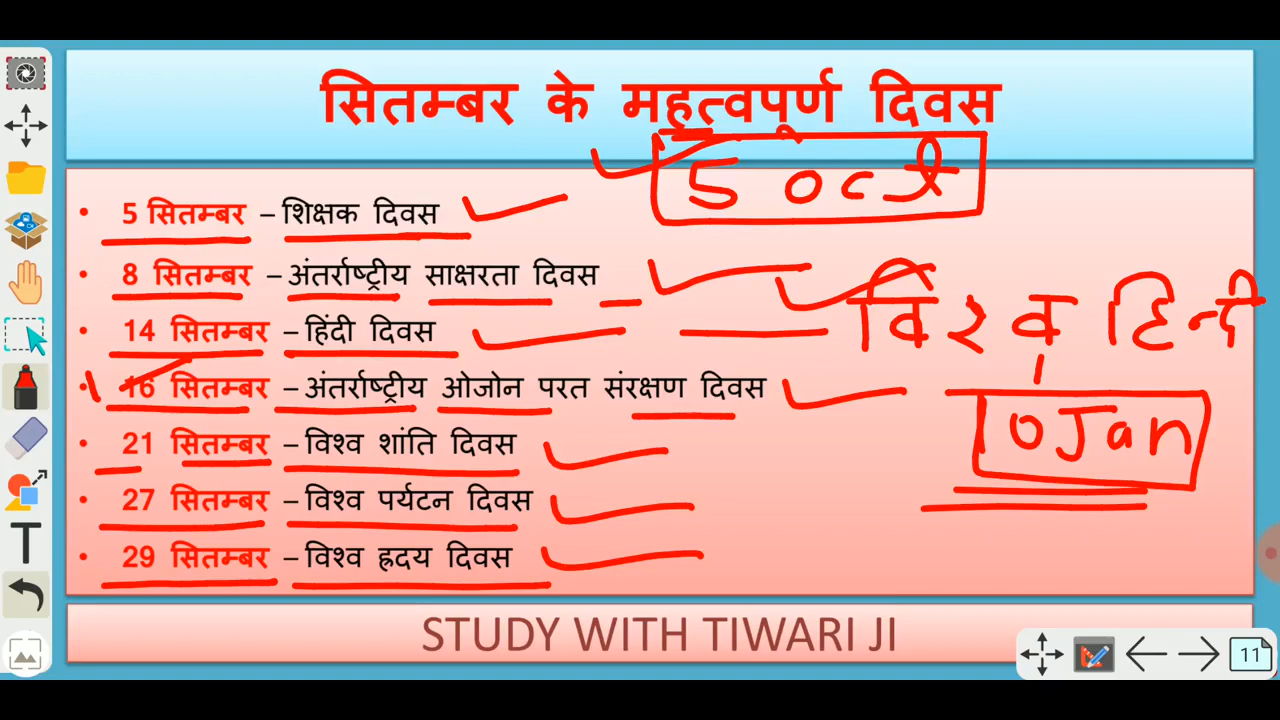 सितम्बर के महत्वपूर्ण दिवस
5 oct
• 5 सितम्बर – शिक्षक दिवस
• 8 सितम्बर – अंतर्राष्ट्रीय साक्षरता दिवस
विश्व हिन्दी
• 14 सितम्बर – हिंदी दिवस
• 16 सितम्बर – अंतर्राष्ट्रीय ओजोन परत संरक्षण दिवस
10 Jan
• 21 सितम्बर – विश्व शांति दिवस
• 27 सितम्बर – विश्व पर्यटन दिवस
• 29 सितम्बर – विश्व ह्रदय दिवस
STUDY WITH TIWARI JI
T
11